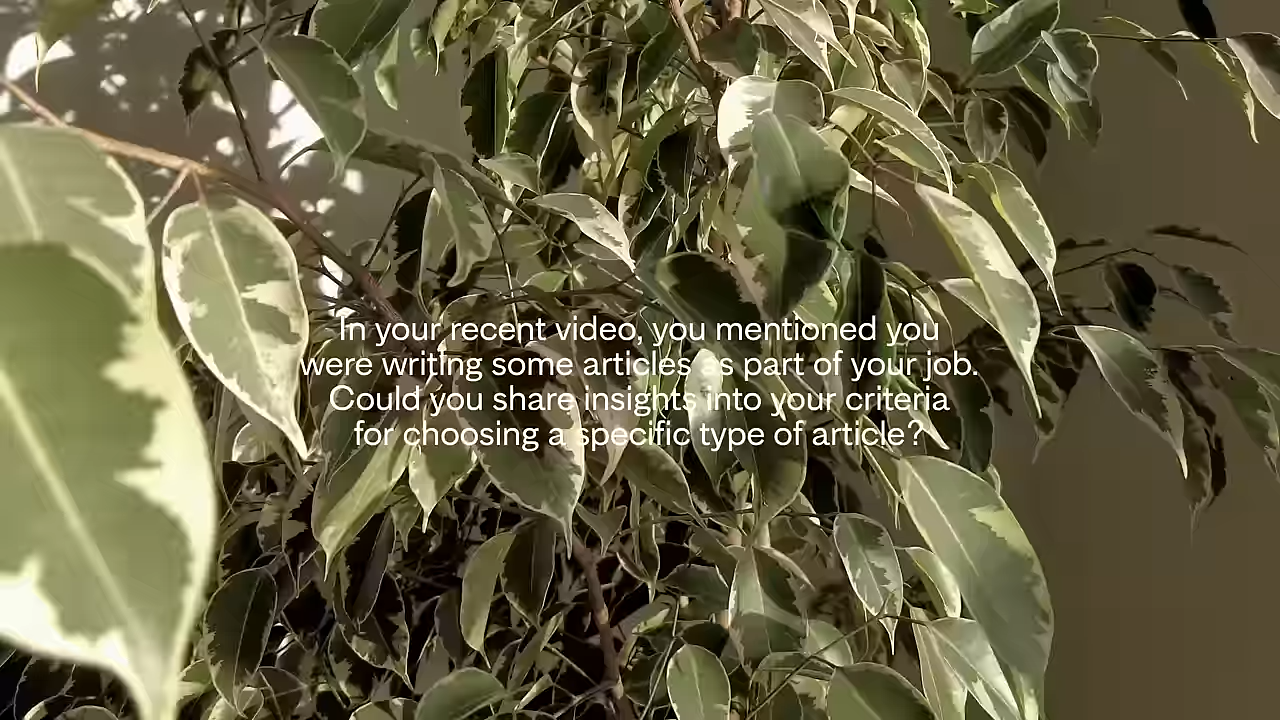 In your recent video, you mentioned you
were writing some articles as part of your job.
Could you share insights into your criteria
for choosing a specific type of article?